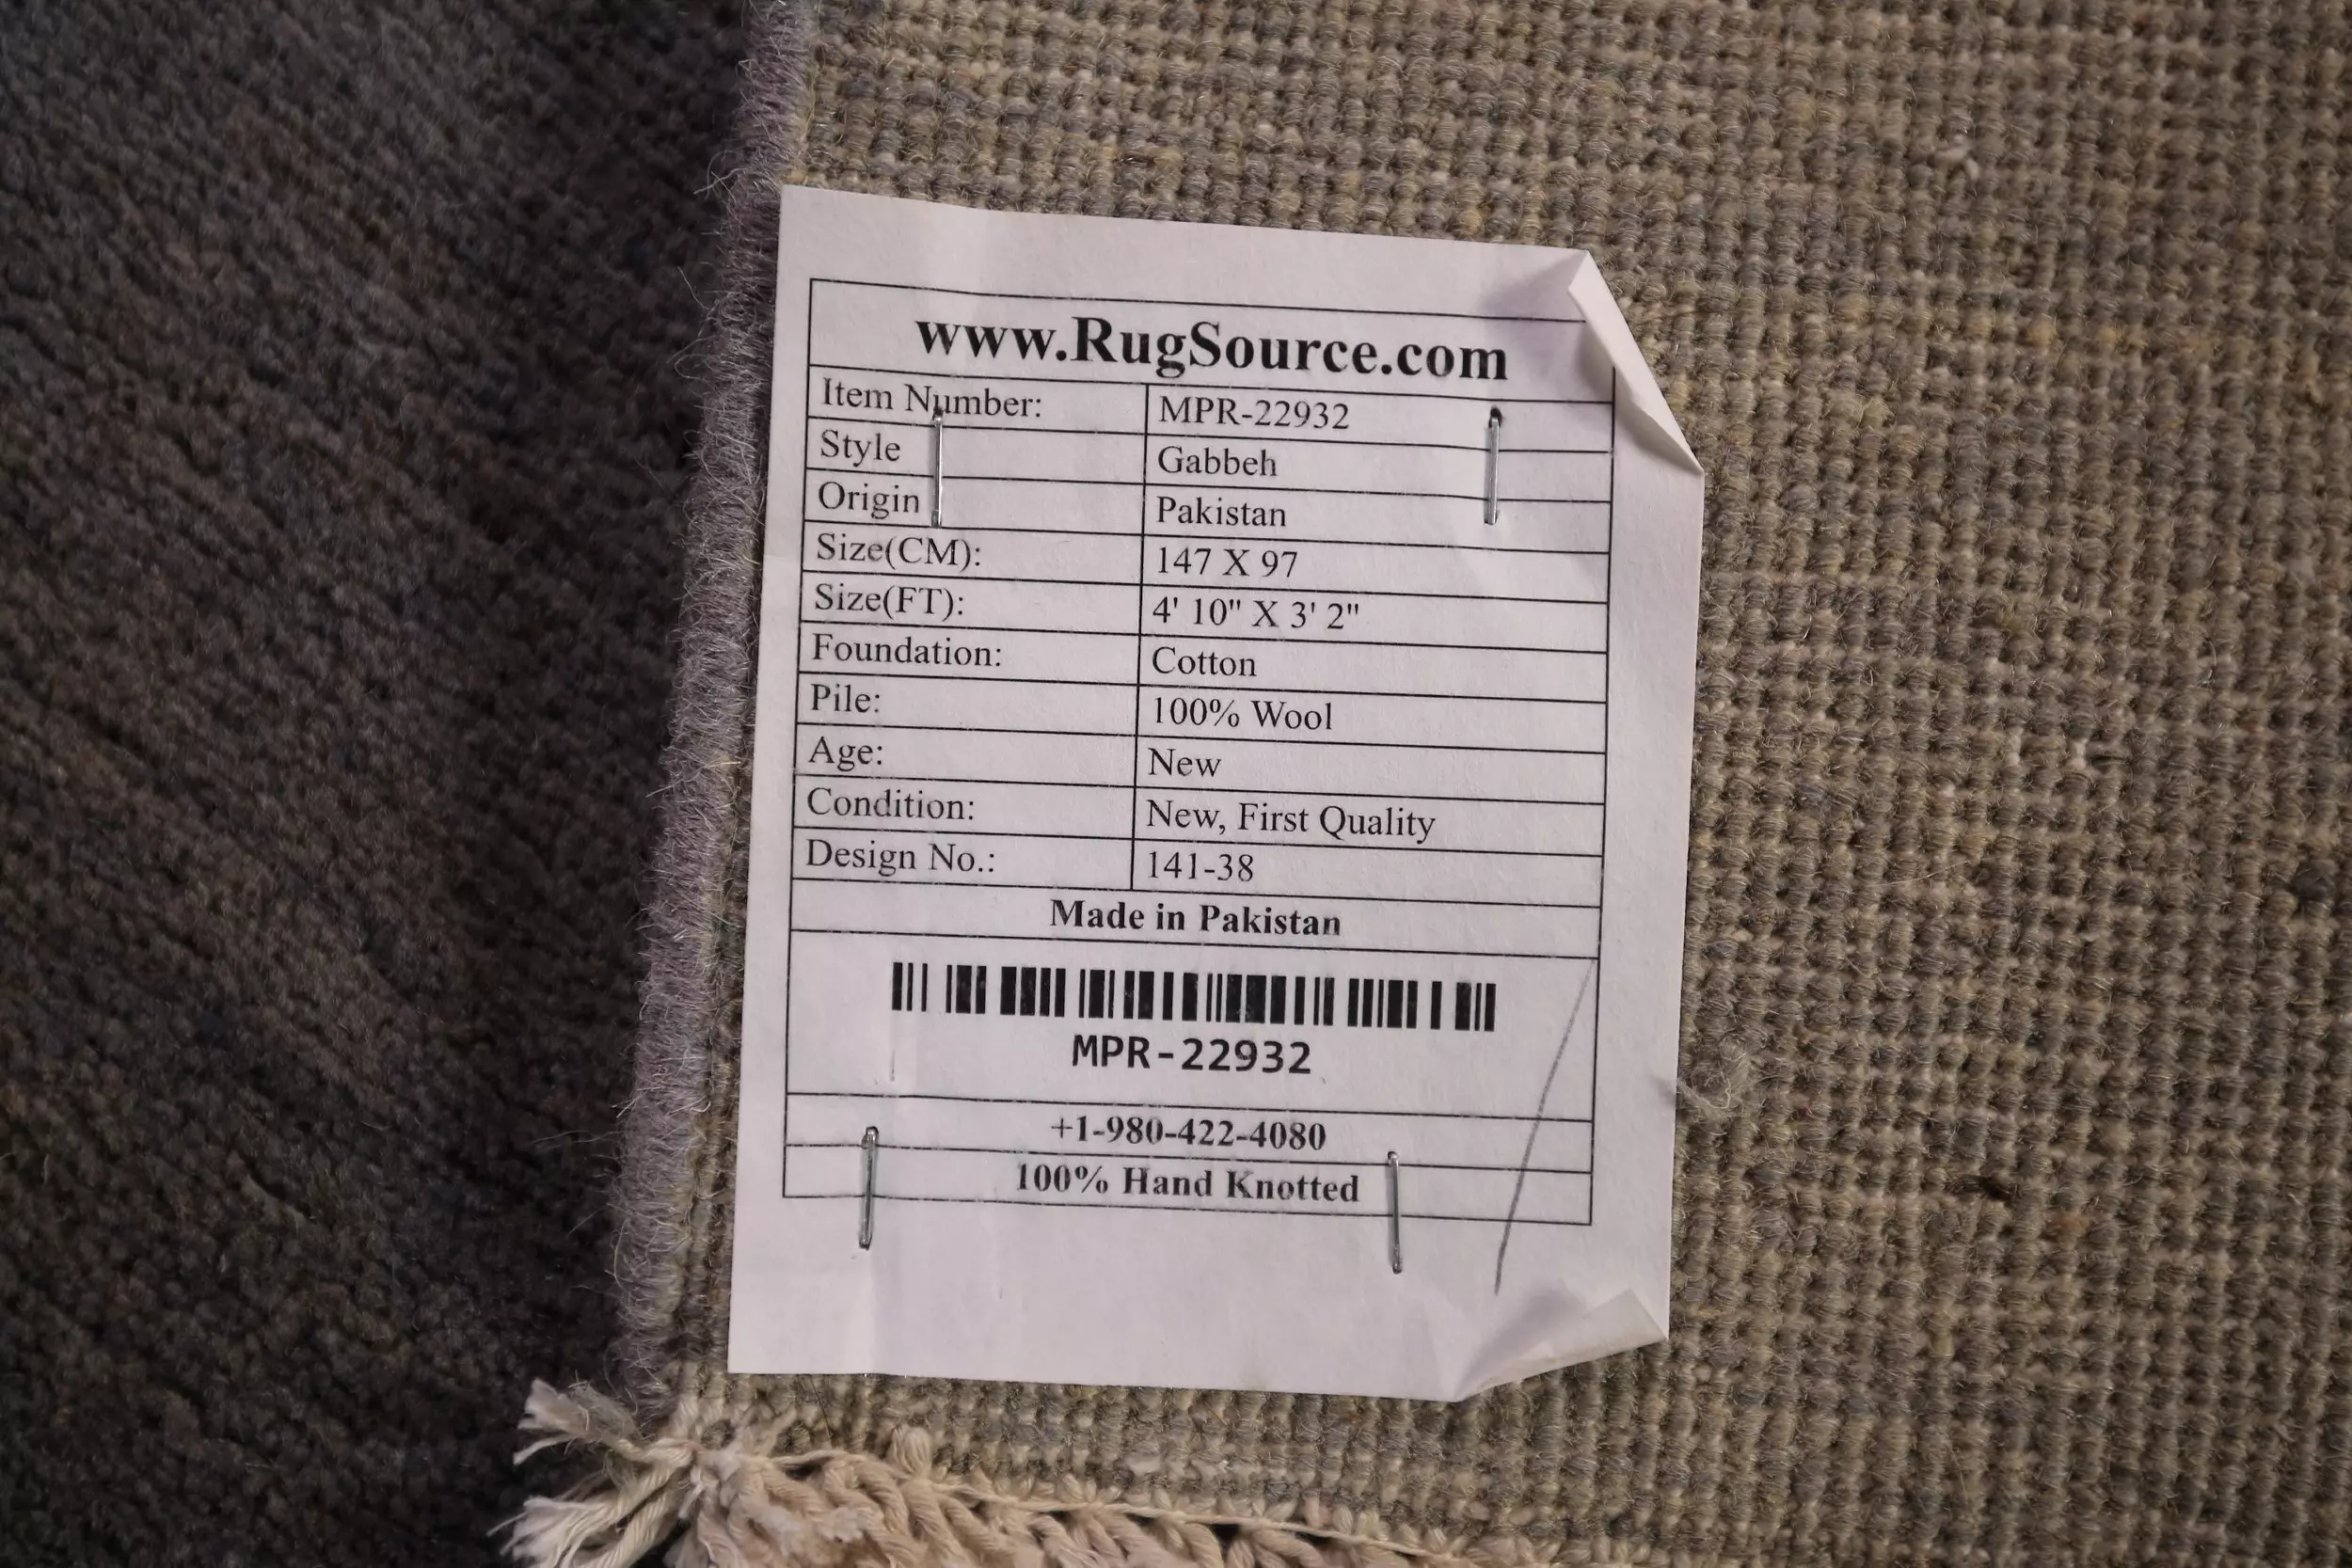 www.RugSource.com
Item Number: MPR-22932
Style Gabbeh
Origin Pakistan
Size(CM): 147 X 97
Size(FT): 4' 10" X 3' 2"
Foundation: Cotton
Pile: 100% Wool
Age: New
Condition: New, First Quality
Design No.: 141-38
Made in Pakistan
MPR-22932
+1-980-422-4080
100% Hand Knotted